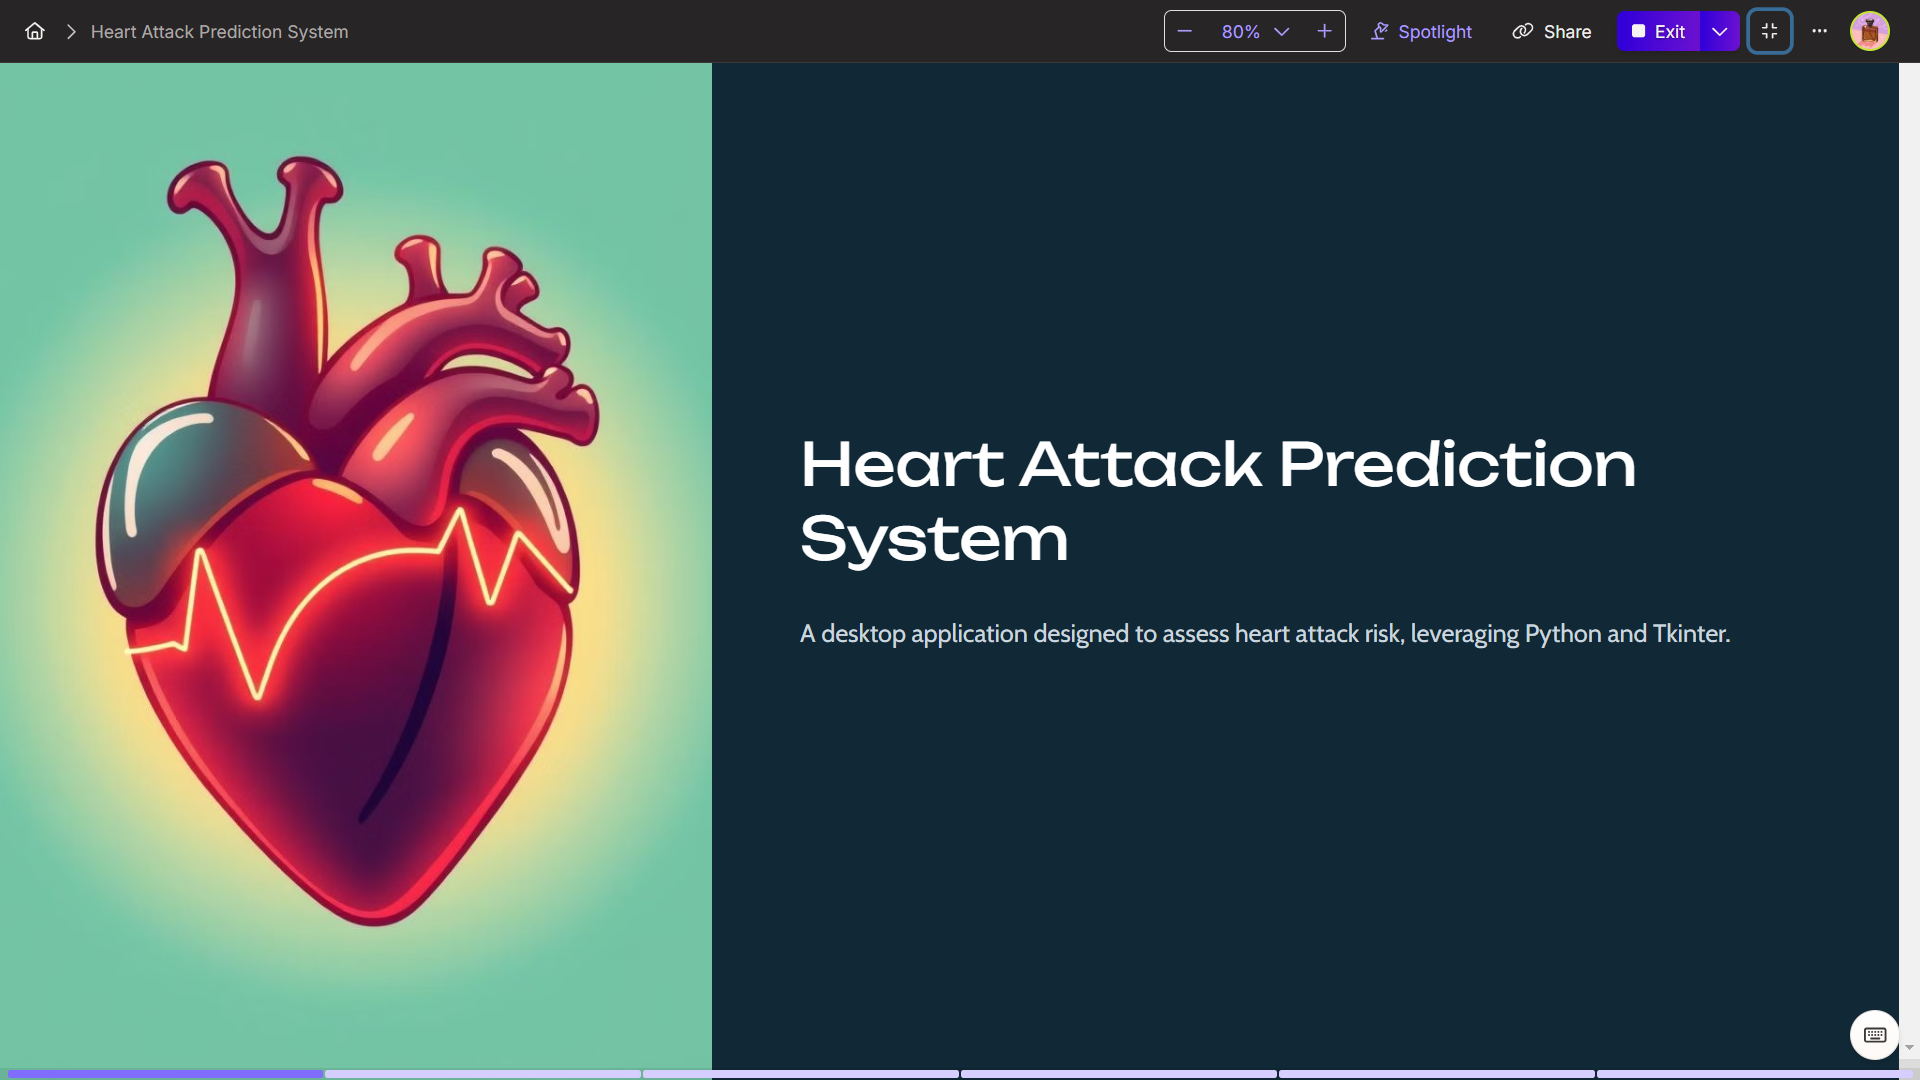 Heart Attack Prediction System
80%
Spotlight
Share
Exit
Heart Attack Prediction
System
A desktop application designed to assess heart attack risk, leveraging Python and Tkinter.